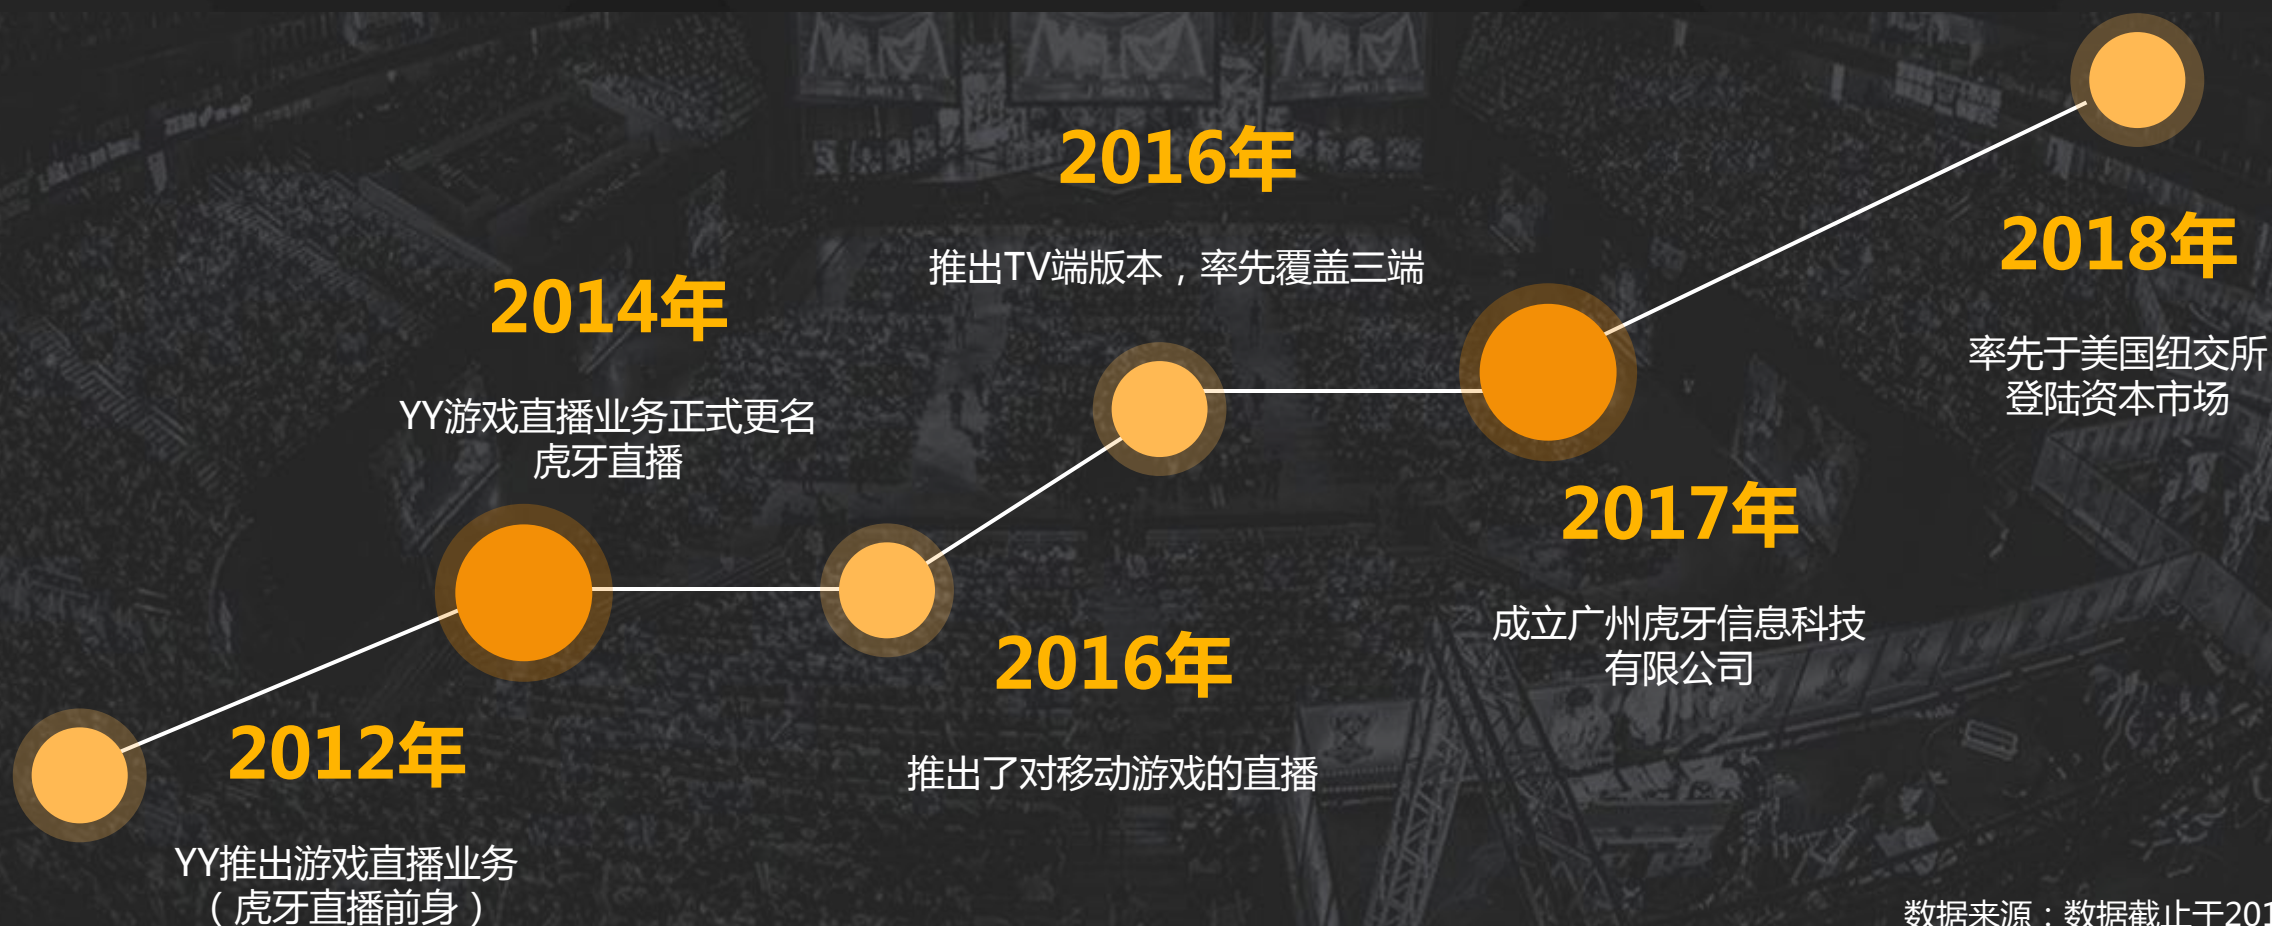 2012年
YY推出游戏直播业务
（虎牙直播前身）
2014年
YY游戏直播业务正式更名
虎牙直播
2016年
推出了对移动游戏的直播
2016年
推出TV端版本，率先覆盖三端
2017年
成立广州虎牙信息科技
有限公司
2018年
率先于美国纽交所
登陆资本市场
数据来源：数据截止于201